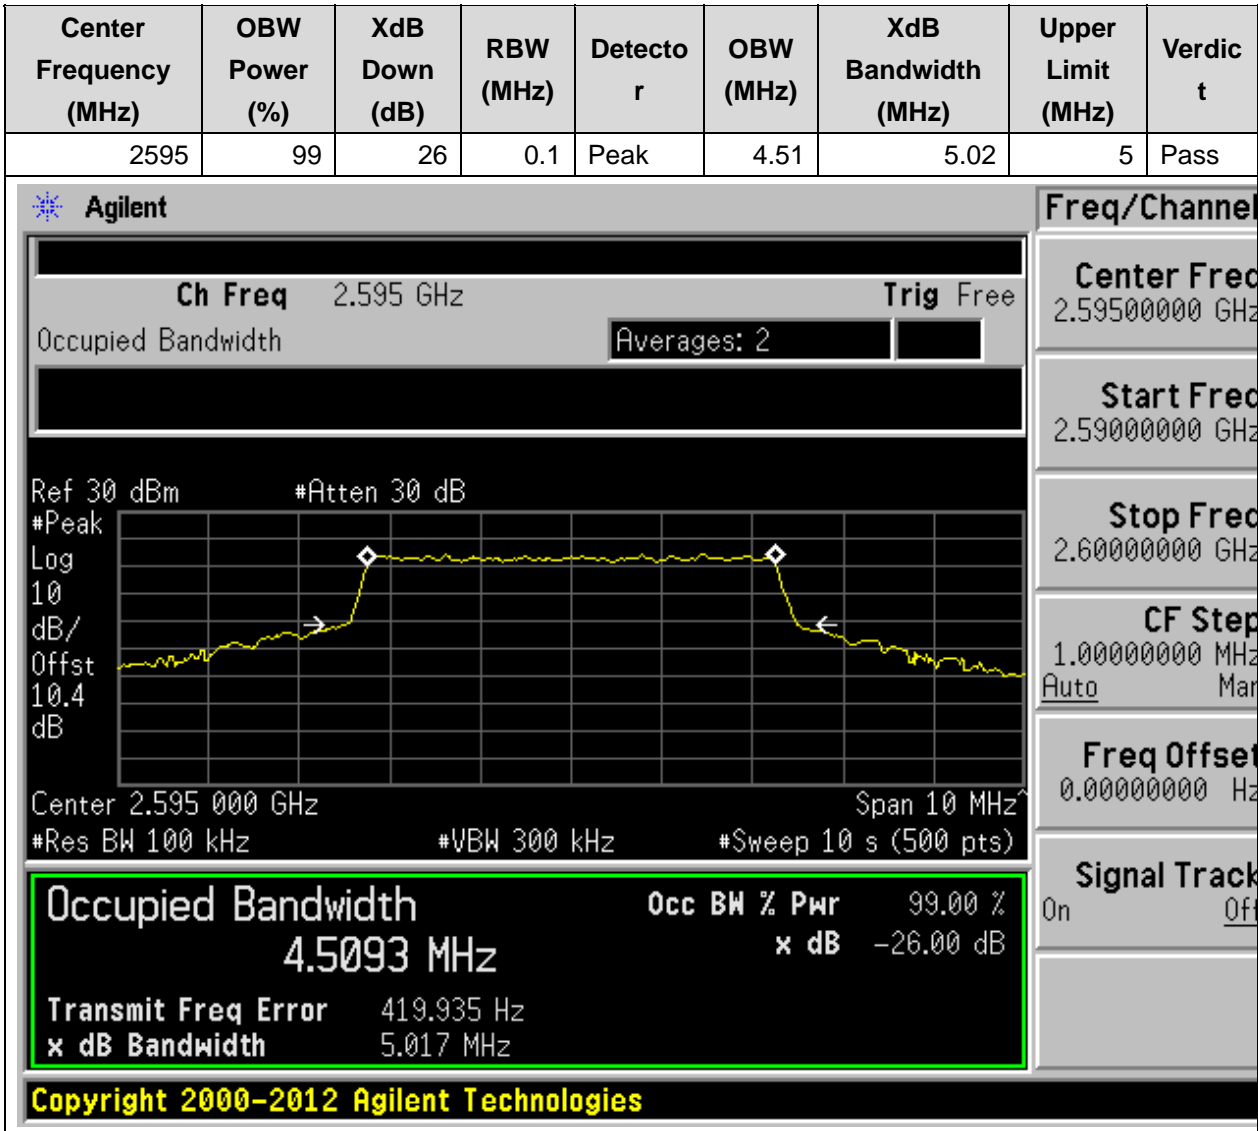 Center Frequency (MHz) OBW Power (%) XdB Down (dB) RBW (MHz) Detector OBW (MHz) XdB Bandwidth (MHz) Upper Limit (MHz) Verdict
2595 99 26 0.1 Peak 4.51 5.02 5 Pass
Agilent
Freq/Channel
Ch Freq 2.595 GHz Trig Free
Occupied Bandwidth Averages: 2
Center Freq
2.59500000 GHz
Start Freq
2.59000000 GHz
Stop Freq
2.60000000 GHz
CF Step
1.00000000 MHz
Auto Man
Freq Offset
0.00000000 Hz
Signal Track
On Off
Ref 30 dBm #Atten 30 dB
#Peak
Log
10
dB/
Offst
10.4
dB
Center 2.595 000 GHz Span 10 MHz^
#Res BW 100 kHz #VBW 300 kHz #Sweep 10 s (500 pts)
Occupied Bandwidth Occ BW % Pwr 99.00 %
4.5093 MHz x dB -26.00 dB
Transmit Freq Error 419.935 Hz
x dB Bandwidth 5.017 MHz
Copyright 2000-2012 Agilent Technologies